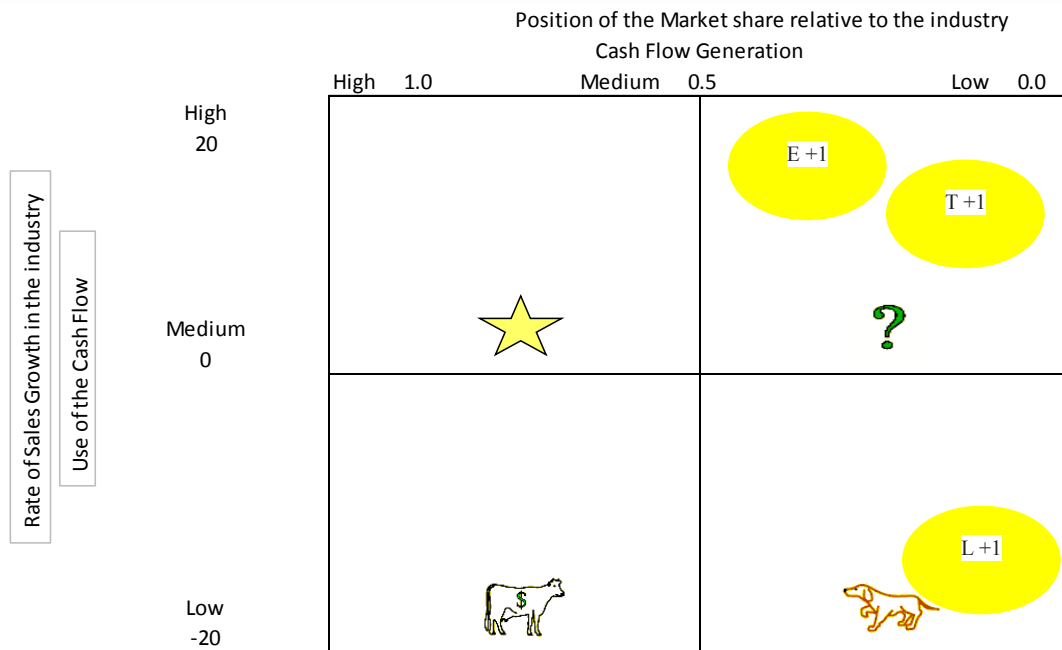 Position of the Market share relative to the industry
Cash Flow Generation
High 1.0 Medium 0.5 Low 0.0
High
20
E +1
T +1
Rate of Sales Growth in the industry
Use of the Cash Flow
Medium
0
?
L +1
$
Low
-20